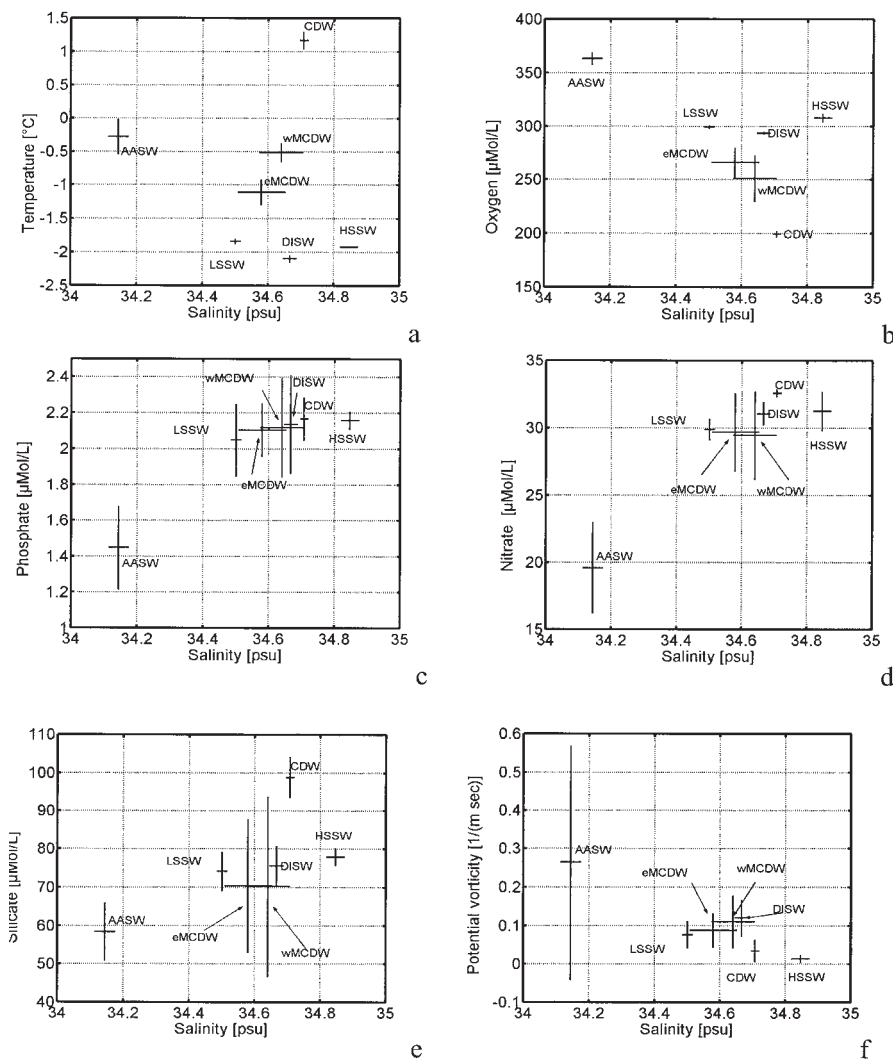 1.5
1
0.5
0
-0.5
-1
-1.5
-2
-2.5
Temperature [°C]
CDW
AASW
wMCDW
eMCDW
LSSW
DISW
HSSW
34 34.2 34.4 34.6 34.8 35
Salinity [psu]
a
400
350
300
250
200
150
Oxygen [µMol/L]
AASW
LSSW
HSSW
DISW
eMCDW
wMCDW
CDW
34 34.2 34.4 34.6 34.8 35
Salinity [psu]
b
2.4
2.2
2
1.8
1.6
1.4
1.2
1
Phosphate [µMol/L]
wMCDW
DISW
CDW
LSSW
HSSW
eMCDW
AASW
34 34.2 34.4 34.6 34.8 35
Salinity [psu]
c
35
30
25
20
15
Nitrate [µMol/L]
CDW
LSSW
DISW
HSSW
eMCDW
wMCDW
AASW
34 34.2 34.4 34.6 34.8 35
Salinity [psu]
d
110
100
90
80
70
60
50
40
Silicate [µMol/L]
CDW
HSSW
LSSW
DISW
AASW
eMCDW
wMCDW
34 34.2 34.4 34.6 34.8 35
Salinity [psu]
e
0.6
0.5
0.4
0.3
0.2
0.1
0
-0.1
Potential vorticity [1/(m sec)]
AASW
eMCDW
wMCDW
DISW
LSSW
CDW
HSSW
34 34.2 34.4 34.6 34.8 35
Salinity [psu]
f